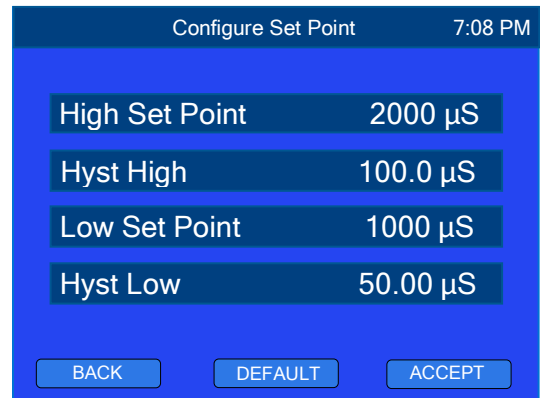 Configure Set Point 7:08 PM
High Set Point 2000 µS
Hyst High 100.0 µS
Low Set Point 1000 µS
Hyst Low 50.00 µS
BACK DEFAULT ACCEPT